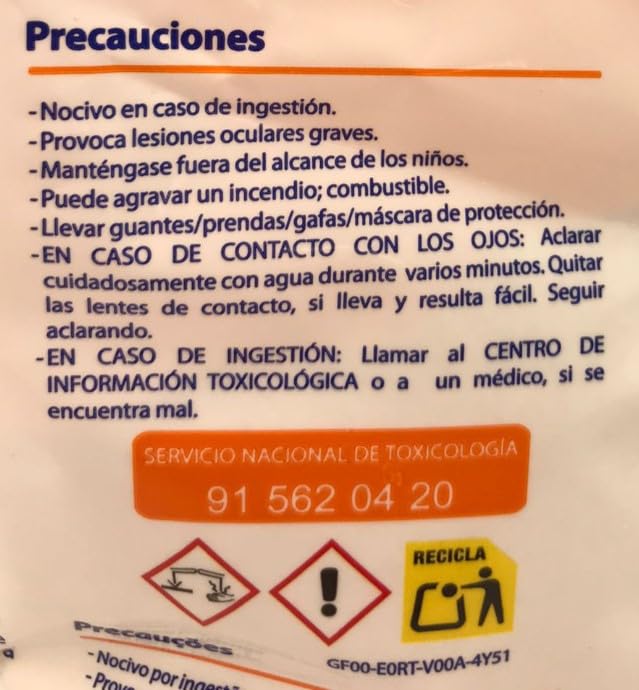 Precauciones
-Nocivo en caso de ingestión.
-Provoca lesiones oculares graves.
-Manténgase fuera del alcance de los niños.
-Puede agravar un incendio; combustible.
-Llevar guantes/prendas/gafas/máscara de protección.
-EN CASO DE CONTACTO CON LOS OJOS: Aclarar
cuidadosamente con agua durante varios minutos. Quitar
las lentes de contacto, si lleva y resulta fácil. Seguir
aclarando.
-EN CASO DE INGESTIÓN: Llamar al CENTRO DE
INFORMACIÓN TOXICOLÓGICA o a un médico, si se
encuentra mal.
SERVICIO NACIONAL DE TOXICOLOGÍA
91 562 04 20
RECICLA
GF00-E0RT-V00A-4Y51
Precauções
-Nocivo por